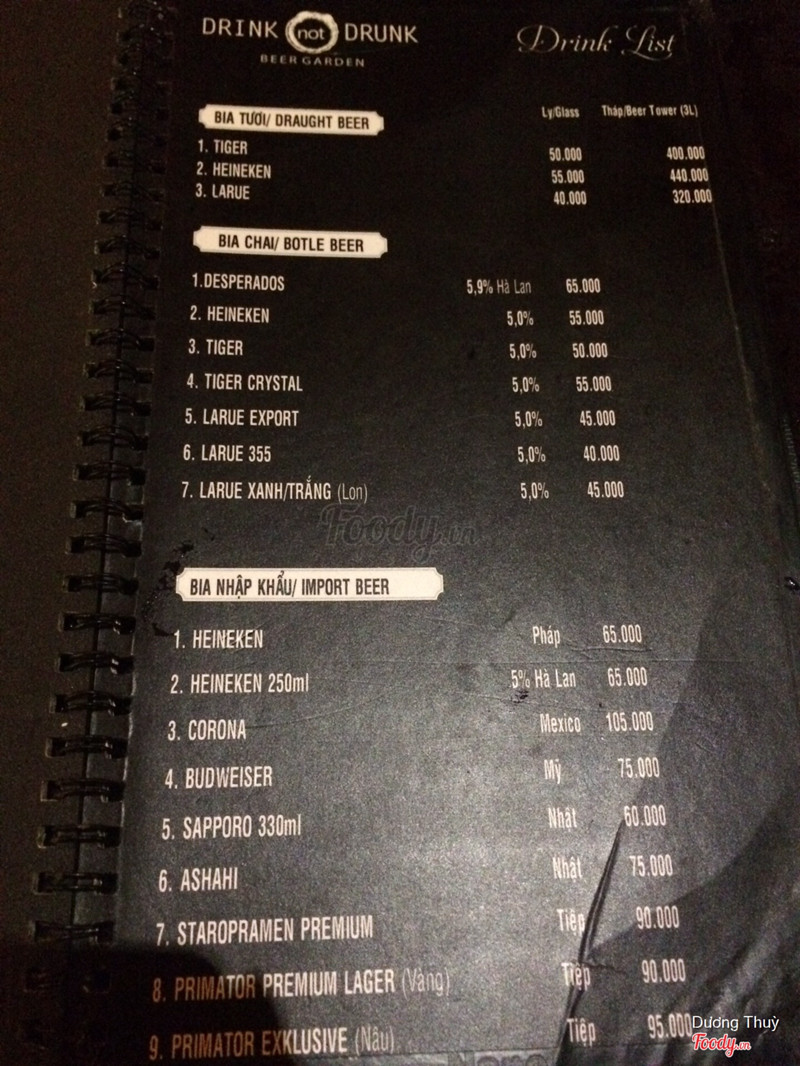 DRINK not DRUNK
BEER GARDEN
Drink List
BIA TƯƠI/ DRAUGHT BEER Ly/Glass Tháp/Beer Tower (3L)
1. TIGER 50.000 400.000
2. HEINEKEN 55.000 440.000
3. LARUE 40.000 320.000
BIA CHAI/ BOTLE BEER
1.DESPERADOS 5,9% Hà Lan 65.000
2. HEINEKEN 5,0% 55.000
3. TIGER 5,0% 50.000
4. TIGER CRYSTAL 5,0% 55.000
5. LARUE EXPORT 5,0% 45.000
6. LARUE 355 5,0% 40.000
7. LARUE XANH/TRẮNG (Lon) 5,0% 45.000
Foody.vn
BIA NHẬP KHẨU/ IMPORT BEER
1. HEINEKEN Pháp 65.000
2. HEINEKEN 250ml 5% Hà Lan 65.000
3. CORONA Mexico 105.000
4. BUDWEISER Mỹ 75.000
5. SAPPORO 330ml Nhật 60.000
6. ASHAHI Nhật 75.000
7. STAROPRAMEN PREMIUM Tiệp 90.000
8. PRIMATOR PREMIUM LAGER (Vàng) Tiệp 90.000
9. PRIMATOR EXKLUSIVE (Nâu) Tiệp 95.000
Dương Thuỳ
Foody.vn